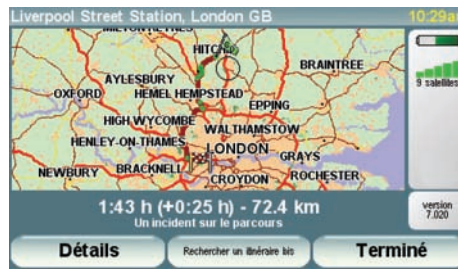 Liverpool Street Station, London GB
10:29am
HITCHIN
BRAINTREE
AYLESBURY
OXFORD
HEMEL HEMPSTEAD
EPPING
9 satellites
HIGH WYCOMBE
WALTHAMSTOW
HENLEY-ON-THAMES
LONDON
GRAYS
NEWBURY
BRACKNELL
CROYDON
ROCHESTER
1:43 h (+0:25 h) - 72.4 km
Un incident sur le parcours
version
7.020
Détails
Rechercher un itinéraire bis
Terminé